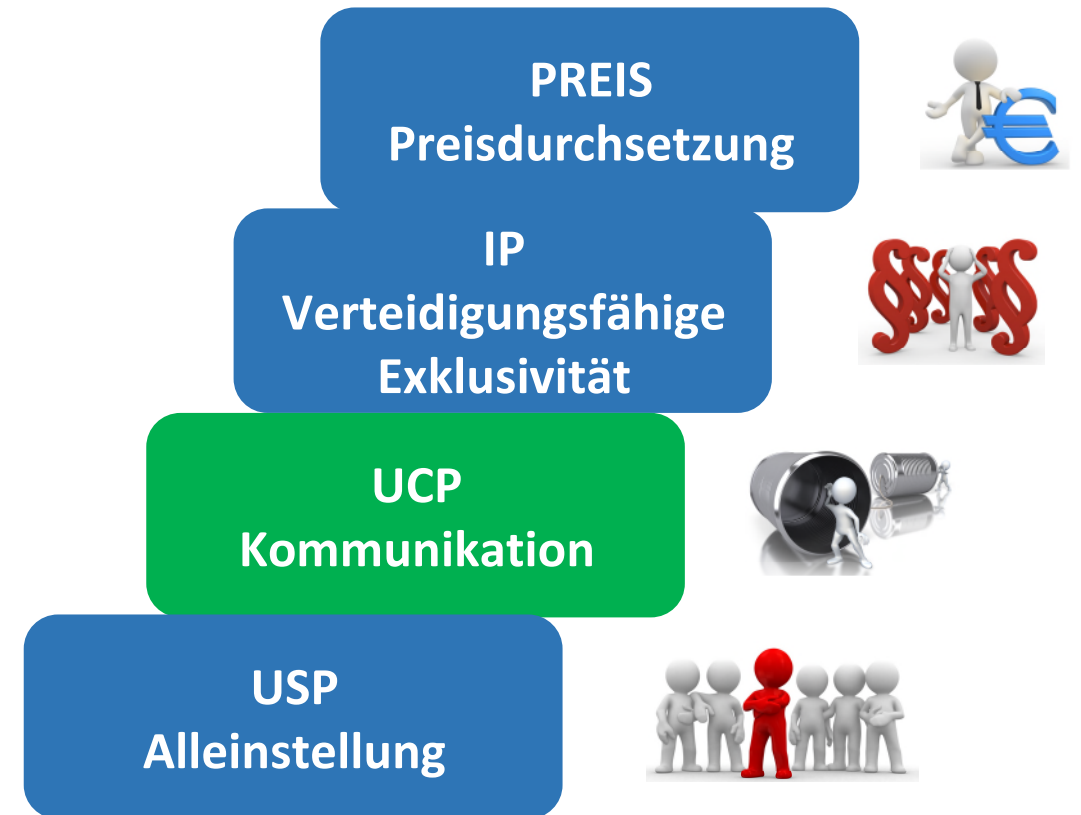 PREIS
Preisdurchsetzung
IP
Verteidigungsfähige
Exklusivität
UCP
Kommunikation
USP
Alleinstellung